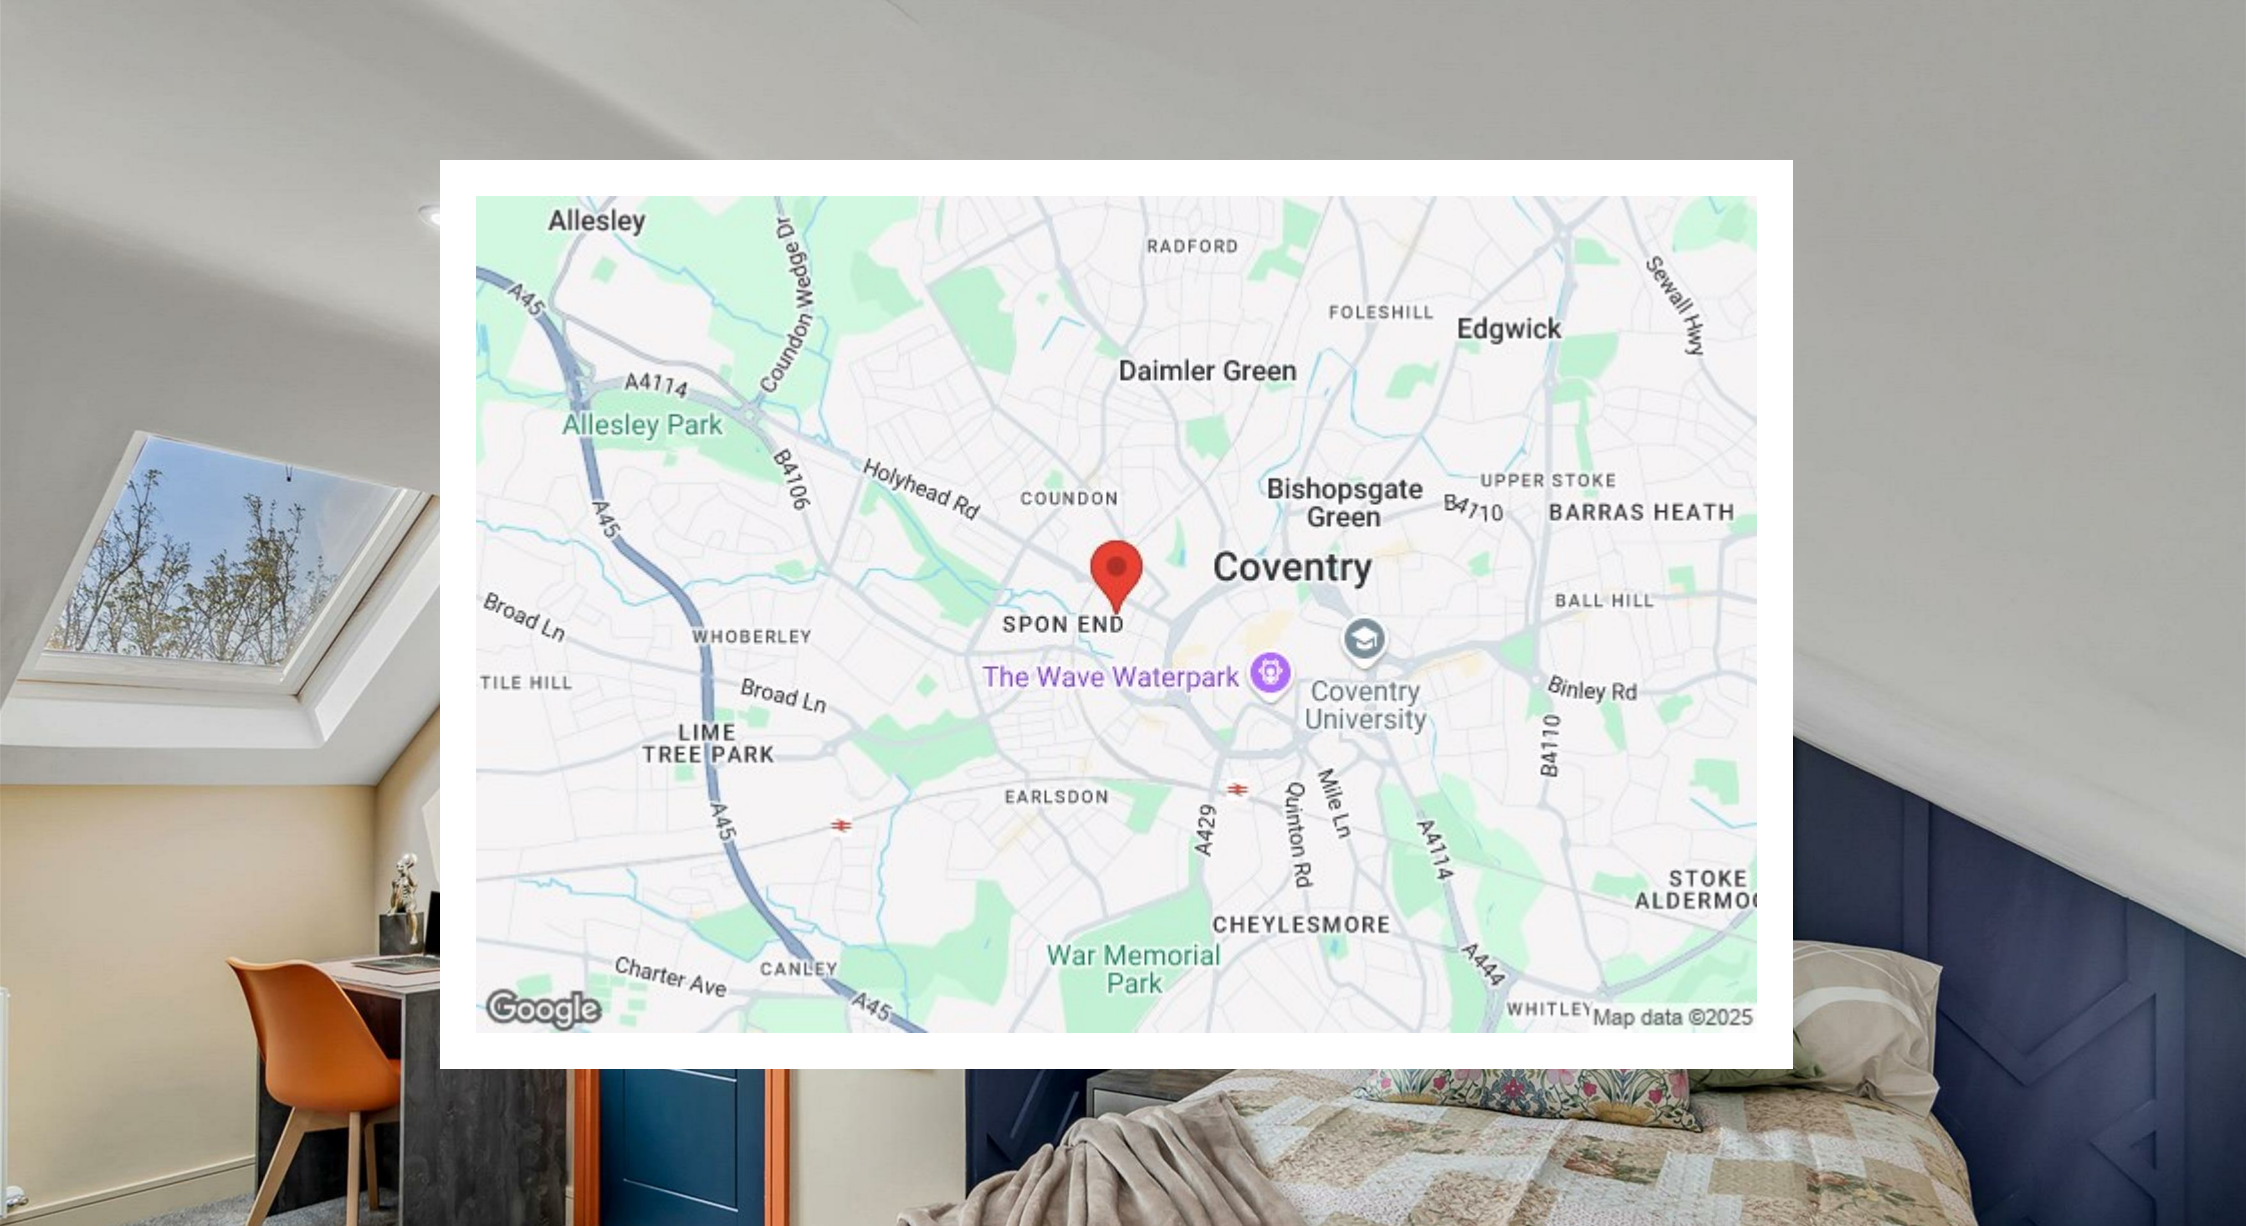 Allesley
Coundon Wedge Dr
RADFORD
Sewall Hwy
A45
FOLESHILL
Edgwick
Daimler Green
A4114
Allesley Park
Holyhead Rd
B4106
COUNDON
Bishopsgate
Green
B4710
UPPER STOKE
BARRAS HEATH
A45
Coventry
Broad Ln
SPON END
BALL HILL
WHOBERLEY
TILE HILL
The Wave Waterpark
Coventry
University
Binley Rd
Broad Ln
LIME
TREE PARK
B4110
EARLSDON
A45
A429
Quinton Rd
Mile Ln
A4114
STOKE
ALDERMOO
CHEYLESMORE
War Memorial
Park
Charter Ave
CANLEY
A444
A45
WHITLEY
Google
Map data ©2025